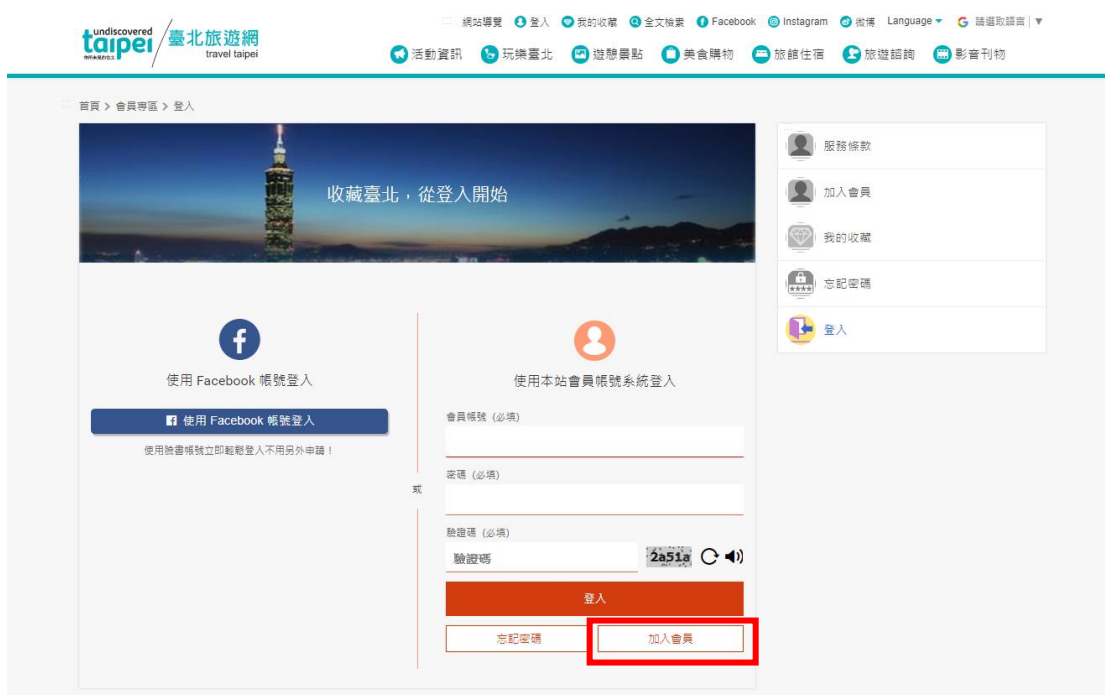 undiscovered
taipei
臺北旅遊網
travel taipei
網站導覽 登入 我的收藏 全文檢索 Facebook Instagram 微博 Language 請選取語言
活動資訊 玩樂臺北 遊憩景點 美食購物 旅館住宿 旅遊諮詢 影音刊物
首頁 > 會員專區 > 登入
收藏臺北，從登入開始
服務條款
加入會員
我的收藏
忘記密碼
登入
使用 Facebook 帳號登入
使用 Facebook 帳號登入
使用臉書帳號立即輕鬆登入不用另外申請！
或
使用本站會員帳號系統登入
會員帳號 (必填)
密碼 (必填)
驗證碼 (必填)
驗證碼 2a51a
登入
忘記密碼 加入會員